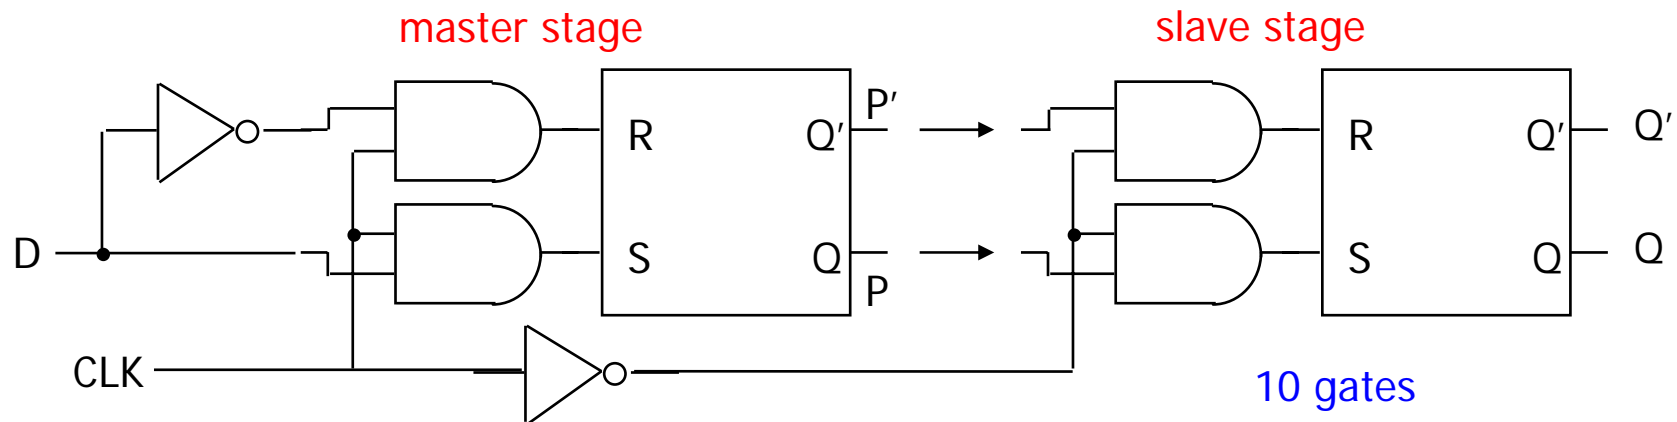 master stage
slave stage
P′
R
Q′
R
Q′
Q′
D
S
Q
P
S
Q
Q
CLK
10 gates